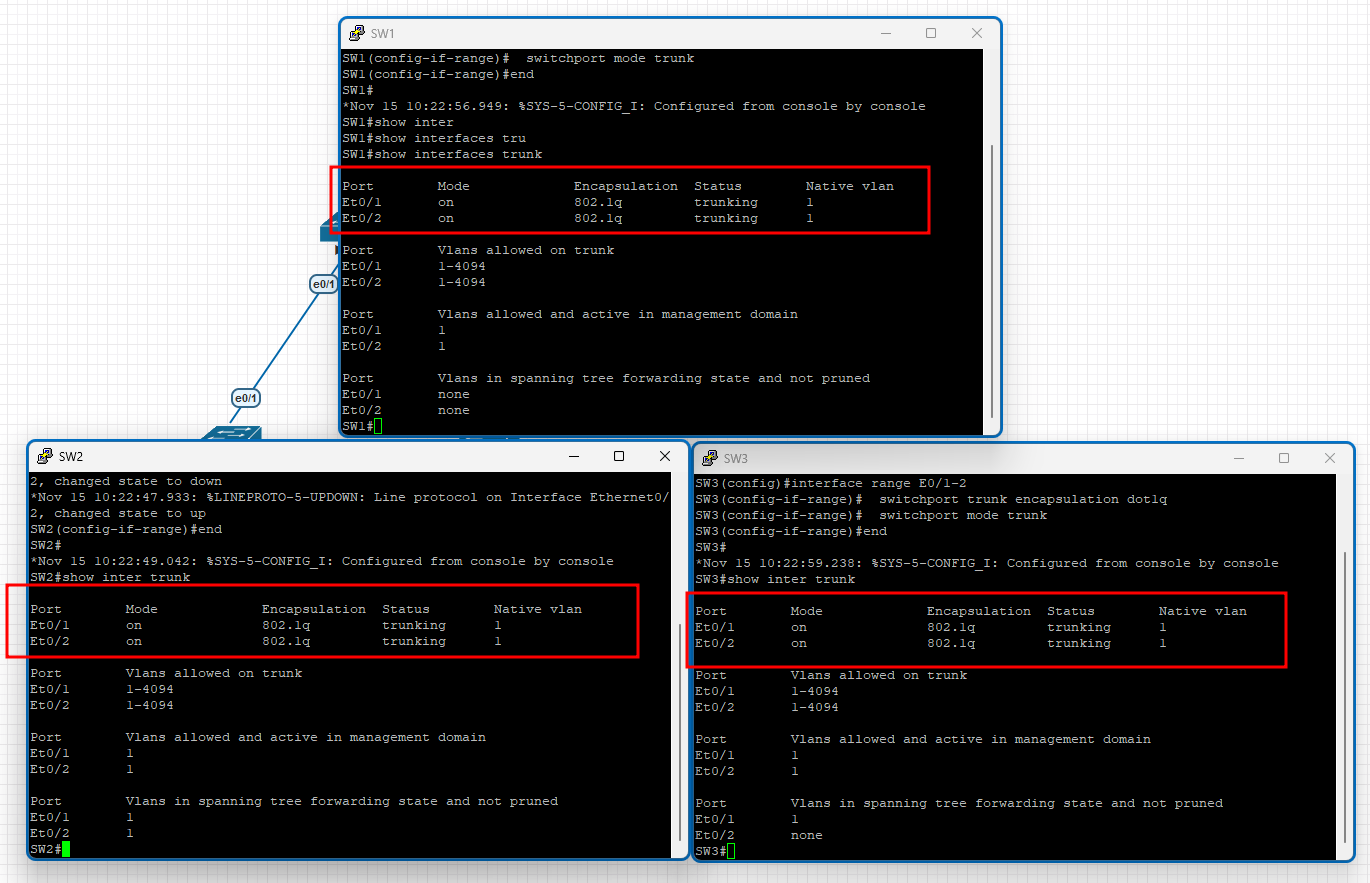 SW1
SW1(config-if-range)#  switchport mode trunk
SW1(config-if-range)#end
SW1#
*Nov 15 10:22:56.949: %SYS-5-CONFIG_I: Configured from console by console
SW1#show inter
SW1#show interfaces tru
SW1#show interfaces trunk
Port        Mode             Encapsulation  Status        Native vlan
Et0/1       on               802.1q         trunking      1
Et0/2       on               802.1q         trunking      1
Port        Vlans allowed on trunk
Et0/1       1-4094
Et0/2       1-4094
Port        Vlans allowed and active in management domain
Et0/1       1
Et0/2       1
Port        Vlans in spanning tree forwarding state and not pruned
Et0/1       none
Et0/2       none
SW1#
e0/1
e0/1
SW2
2, changed state to down
*Nov 15 10:22:47.933: %LINEPROTO-5-UPDOWN: Line protocol on Interface Ethernet0/
2, changed state to up
SW2(config-if-range)#end
SW2#
*Nov 15 10:22:49.042: %SYS-5-CONFIG_I: Configured from console by console
SW2#show inter trunk
Port        Mode             Encapsulation  Status        Native vlan
Et0/1       on               802.1q         trunking      1
Et0/2       on               802.1q         trunking      1
Port        Vlans allowed on trunk
Et0/1       1-4094
Et0/2       1-4094
Port        Vlans allowed and active in management domain
Et0/1       1
Et0/2       1
Port        Vlans in spanning tree forwarding state and not pruned
Et0/1       1
Et0/2       1
SW2#
SW3
SW3(config)#interface range E0/1-2
SW3(config-if-range)#  switchport trunk encapsulation dot1q
SW3(config-if-range)#  switchport mode trunk
SW3(config-if-range)#end
SW3#
*Nov 15 10:22:59.238: %SYS-5-CONFIG_I: Configured from console by console
SW3#show inter trunk
Port        Mode             Encapsulation  Status        Native vlan
Et0/1       on               802.1q         trunking      1
Et0/2       on               802.1q         trunking      1
Port        Vlans allowed on trunk
Et0/1       1-4094
Et0/2       1-4094
Port        Vlans allowed and active in management domain
Et0/1       1
Et0/2       1
Port        Vlans in spanning tree forwarding state and not pruned
Et0/1       1
Et0/2       none
SW3#